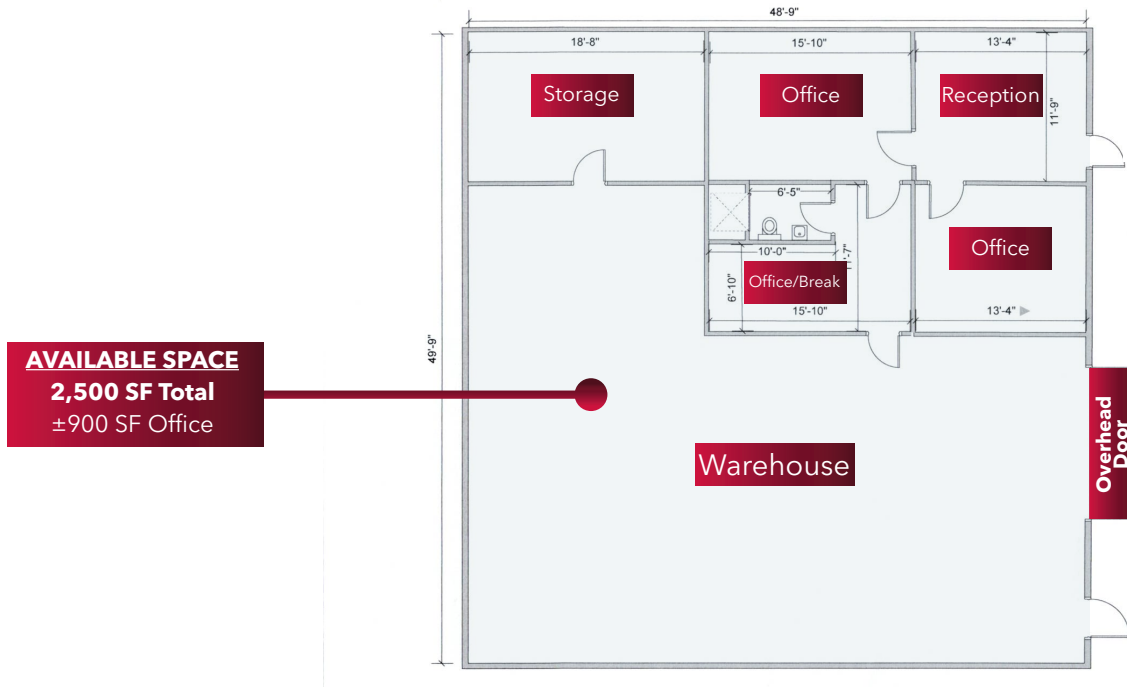 48'-9"
18'-8"
15'-10"
13'-4"
Storage
Office
Reception
11'-9"
6'-5"
10'-0"
6'-10"
Office/Break
Office
15'-10"
13'-4"
49'-9"
AVAILABLE SPACE
2,500 SF Total
±900 SF Office
Warehouse
Overhead
Door